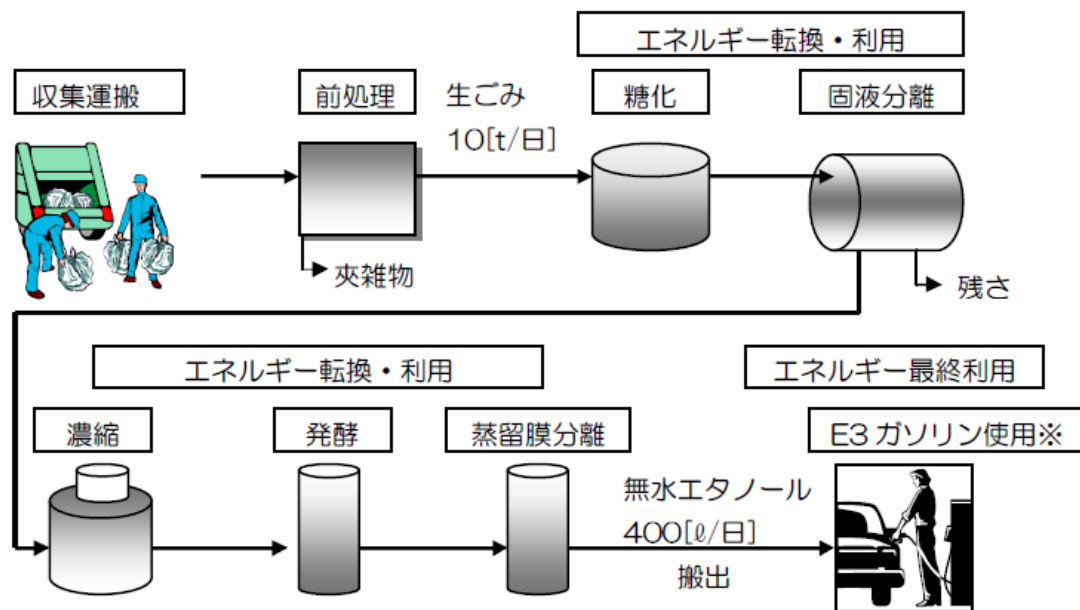 エネルギー転換・利用
収集運搬
前処理
生ごみ
10[t/日]
糖化
固液分離
夾雑物
残さ
エネルギー転換・利用
エネルギー最終利用
濃縮
発酵
蒸留膜分離
E3 ガソリン使用※
無水エタノール
400[ℓ/日]
搬出